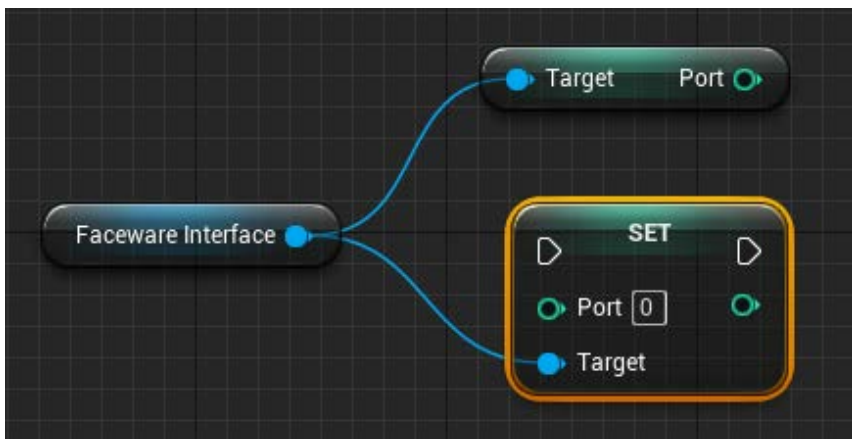 Target Port
Faceware Interface
SET
Port 0
Target